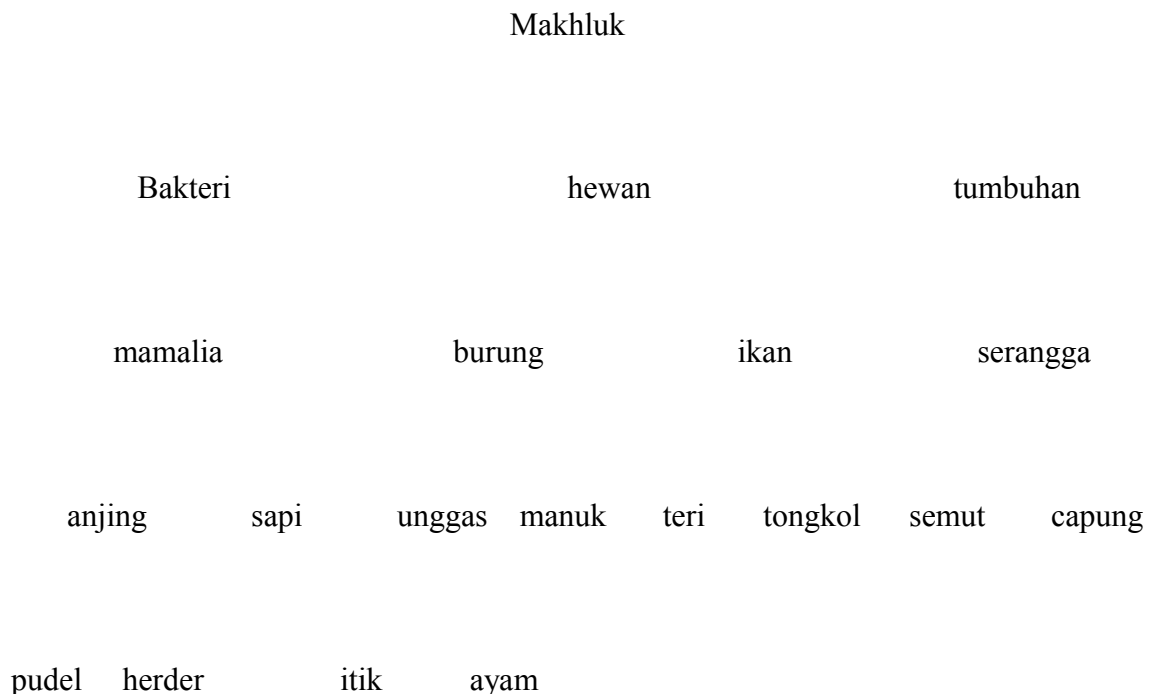 Makhluk
Bakteri hewan tumbuhan
mamalia burung ikan serangga
anjing sapi unggas manuk teri tongkol semut capung
pudel herder itik ayam